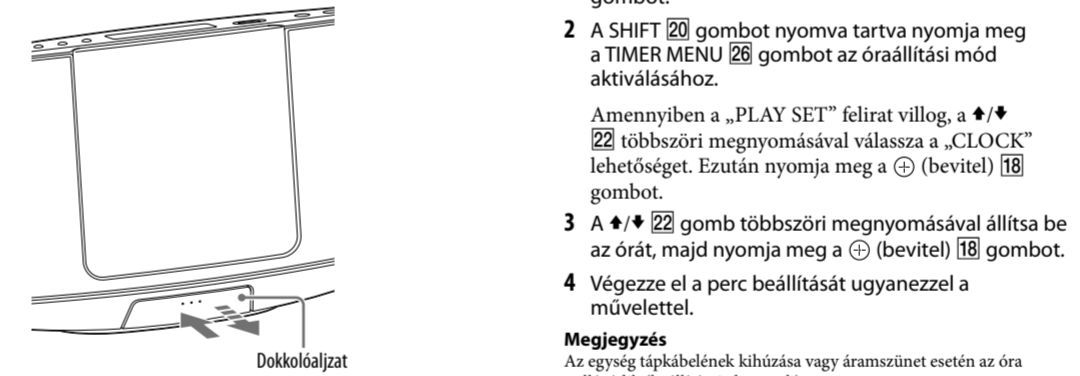 gombot.
2 A SHIFT 20 gombot nyomva tartva nyomja meg
a TIMER MENU 26 gombot az óraállítási mód
aktiválásához.
Amennyiben a „PLAY SET” felirat villog, a ↑/↓
22 többszöri megnyomásával válassza a „CLOCK”
lehetőséget. Ezután nyomja meg a ⊕ (bevitel) 18
gombot.
3 A ↑/↓ 22 gomb többszöri megnyomásával állítsa be
az órát, majd nyomja meg a ⊕ (bevitel) 18 gombot.
4 Végezze el a perc beállítását ugyanezzel a
művelettel.
Megjegyzés
Az egység tápkábelének kihúzása vagy áramszünet esetén az óra
Dokkolóaljzat